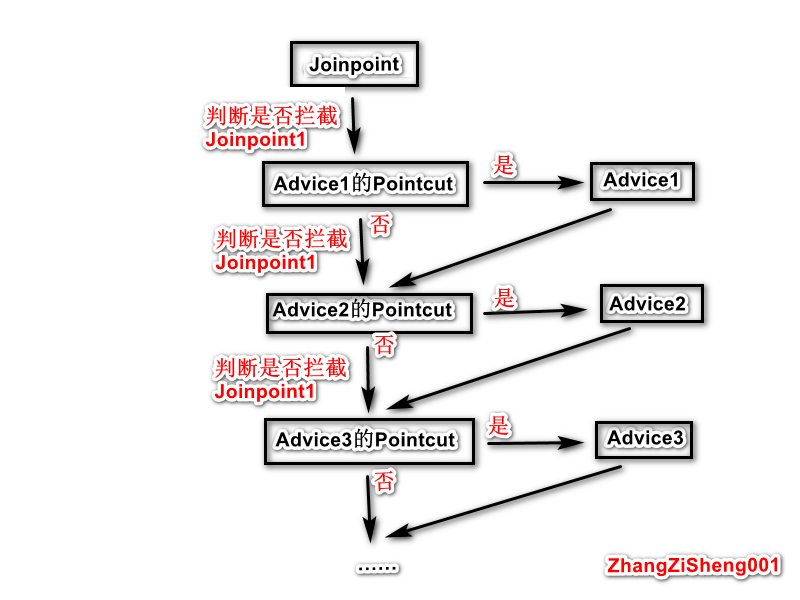 Joinpoint
判断是否拦截
Joinpoint1
Advice1的Pointcut
是
Advice1
否
判断是否拦截
Joinpoint1
Advice2的Pointcut
是
Advice2
否
判断是否拦截
Joinpoint1
Advice3的Pointcut
是
Advice3
否
......
ZhangZiSheng001